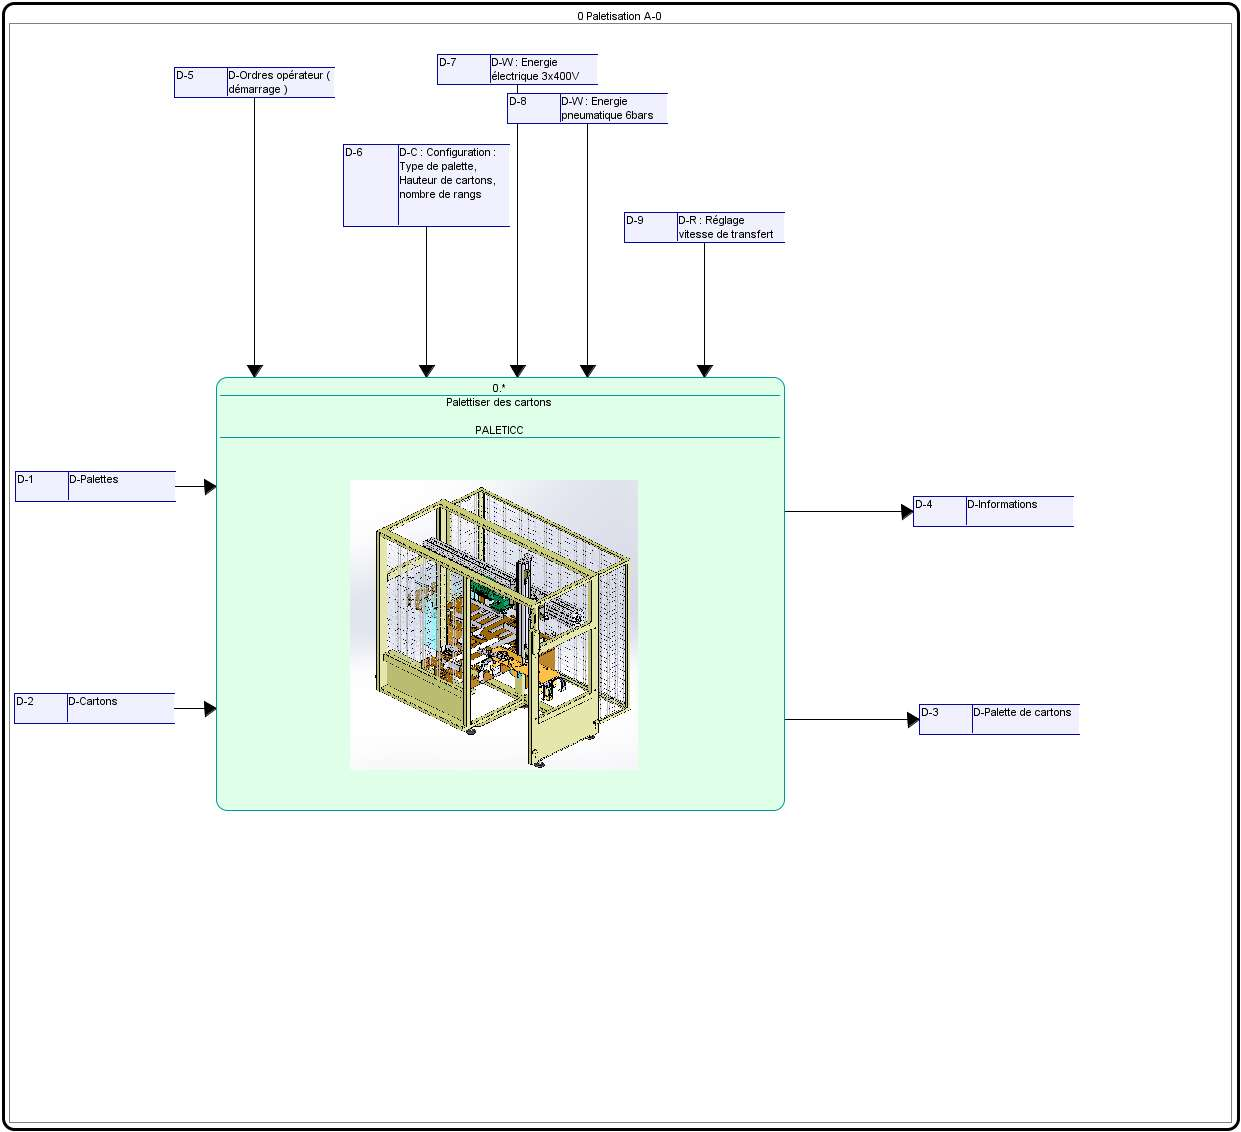 0 Paletisation A-0
D-7
D-W : Energie
électrique 3x400V
D-5
D-Ordres opérateur (
démarrage )
D-8
D-W : Energie
pneumatique 6bars
D-6
D-C : Configuration :
Type de palette,
Hauteur de cartons,
nombre de rangs
D-9
D-R : Réglage
vitesse de transfert
0.*
Palettiser des cartons
PALETICC
D-1
D-Palettes
D-4
D-Informations
D-2
D-Cartons
D-3
D-Palette de cartons